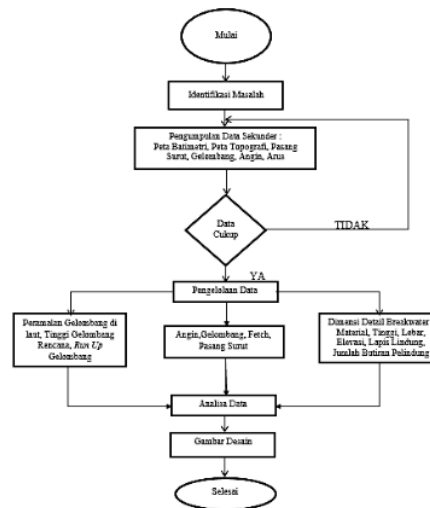 Mulai
Identifikasi Masalah
Pengumpulan Data Sekunder :
Peta Batimetri, Peta Topografi, Pasang
Surut, Gelombang, Angin, Arus
Data
Cukup
TIDAK
YA
Pengelolaan Data
Peramalan Gelombang di
laut, Tinggi Gelombang
Rencana, Run Up
Gelombang
Angin,Gelombang, Fetch,
Pasang Surut
Dimensi Detail Breakwater
Material, Tinggi, Lebar,
Elevasi, Lapis Lindung,
Jumlah Butiran Pelindung
Analisa Data
Gambar Desain
Selesai